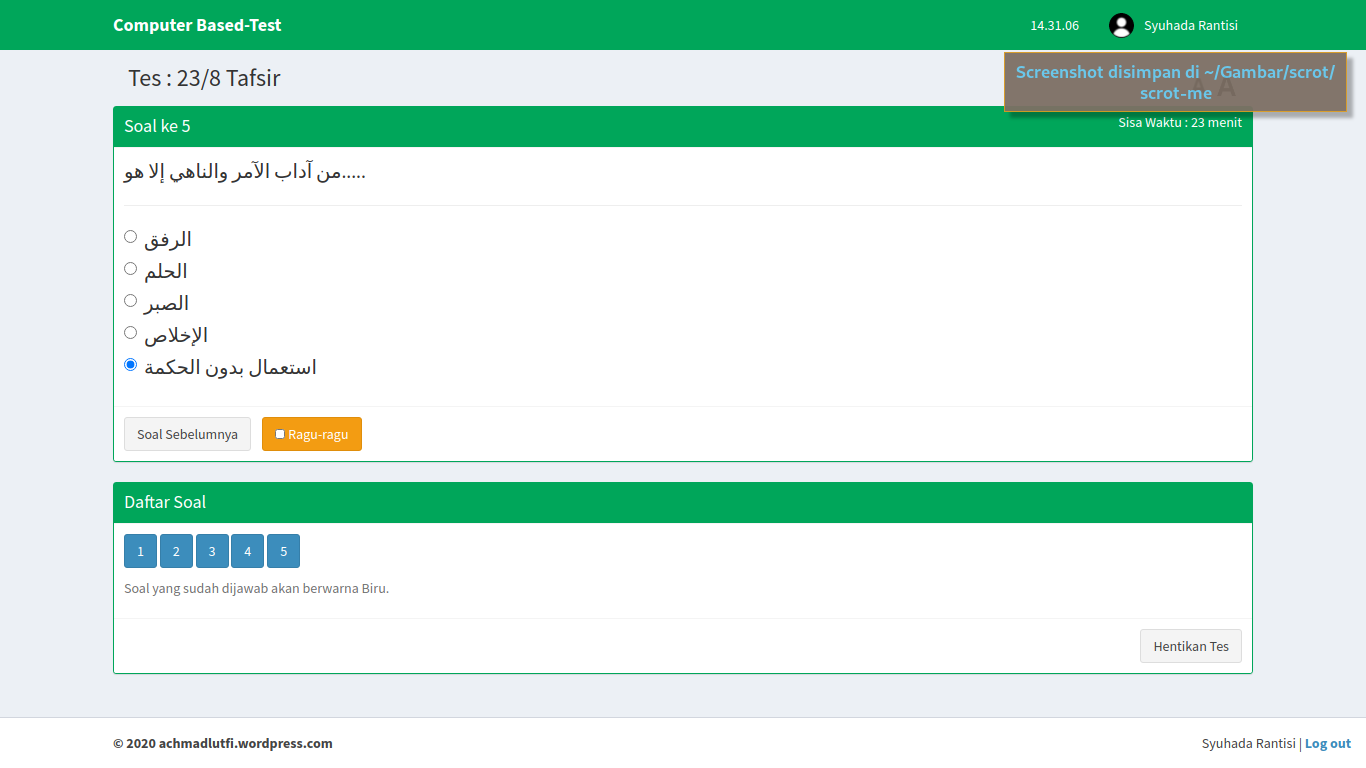 Computer Based-Test
14.31.06
Syuhada Rantisi
Tes : 23/8 Tafsir
Screenshot disimpan di ~/Gambar/scrot/
scrot-me
A
Soal ke 5
Sisa Waktu : 23 menit
من آداب الآمر والناهي إلا هو.....
الرفق
الحلم
الصبر
الإخلاص
استعمال بدون الحكمة
Soal Sebelumnya
Ragu-ragu
Daftar Soal
1 2 3 4 5
Soal yang sudah dijawab akan berwarna Biru.
Hentikan Tes
© 2020 achmadlutfi.wordpress.com
Syuhada Rantisi | Log out